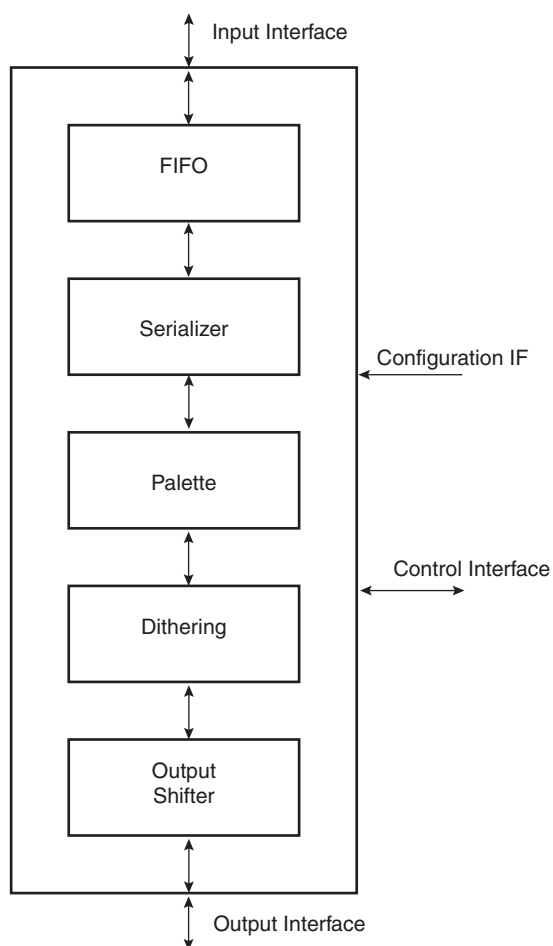 Input Interface
FIFO
Serializer
Configuration IF
Palette
Control Interface
Dithering
Output
Shifter
Output Interface